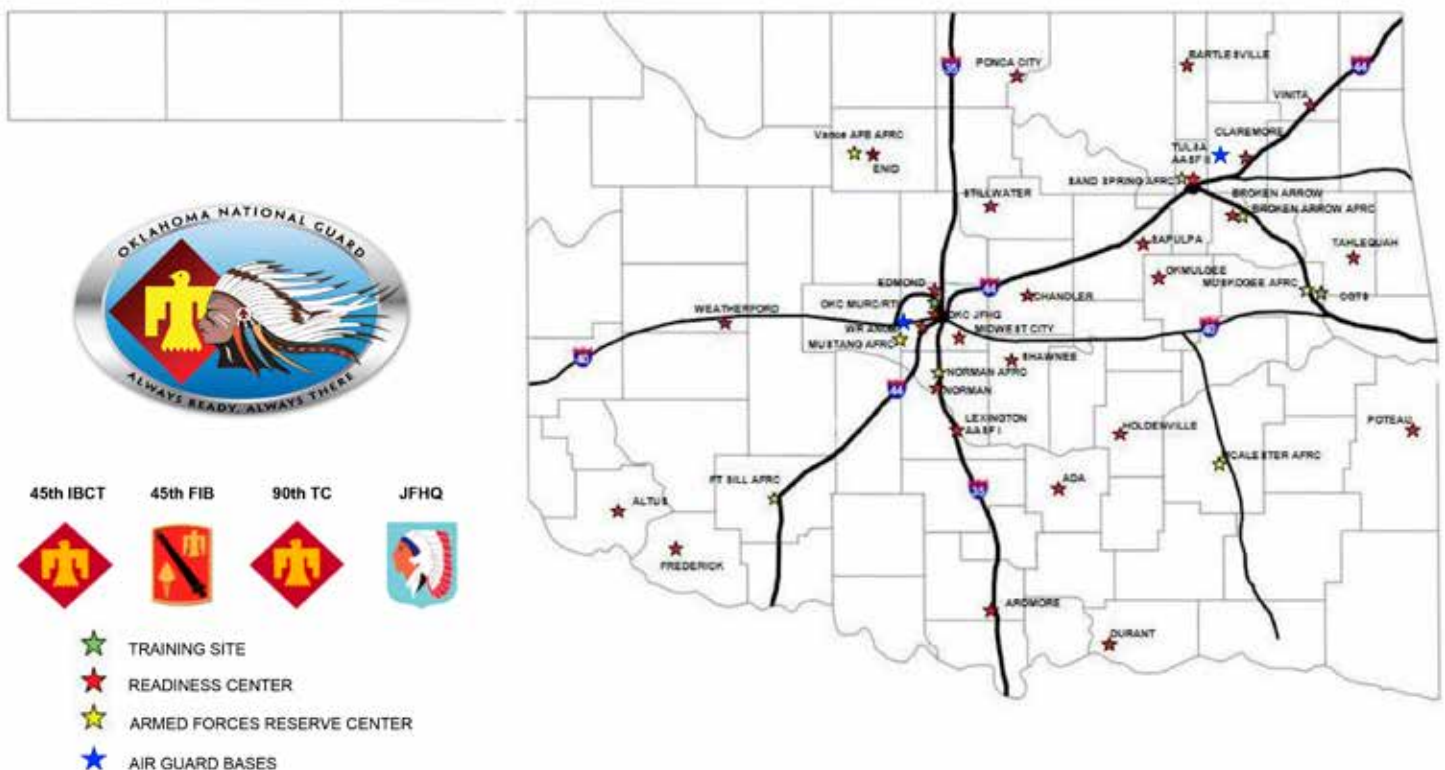 35
PONCA CITY
BARTLESVILLE
44
VINITA
Vance AFB AFRC
ENID
CLAREMORE
TULSA
AASF II
SAND SPRING AFRC
STILLWATER
BROKEN ARROW
BROKEN ARROW AFRC
SAPULPA
TAHLEQUAH
OKMULGEE
MUSKOGEE AFRC
EDMOND
44
CHANDLER
WEATHERFORD
OKC JFHQ
MIDWEST CITY
40
MUSTANG AFRC
40
SHAWNEE
NORMAN AFRC
44
NORMAN
LEXINGTON
AASF I
HOLDENVILLE
POTEAU
MCALESTER AFRC
FT SILL AFRC
35
ADA
ALTUS
FREDERICK
ARDMORE
DURANT
OKLAHOMA NATIONAL GUARD
ALWAYS READY, ALWAYS THERE
45th IBCT 45th FIB 90th TC JFHQ
TRAINING SITE
READINESS CENTER
ARMED FORCES RESERVE CENTER
AIR GUARD BASES